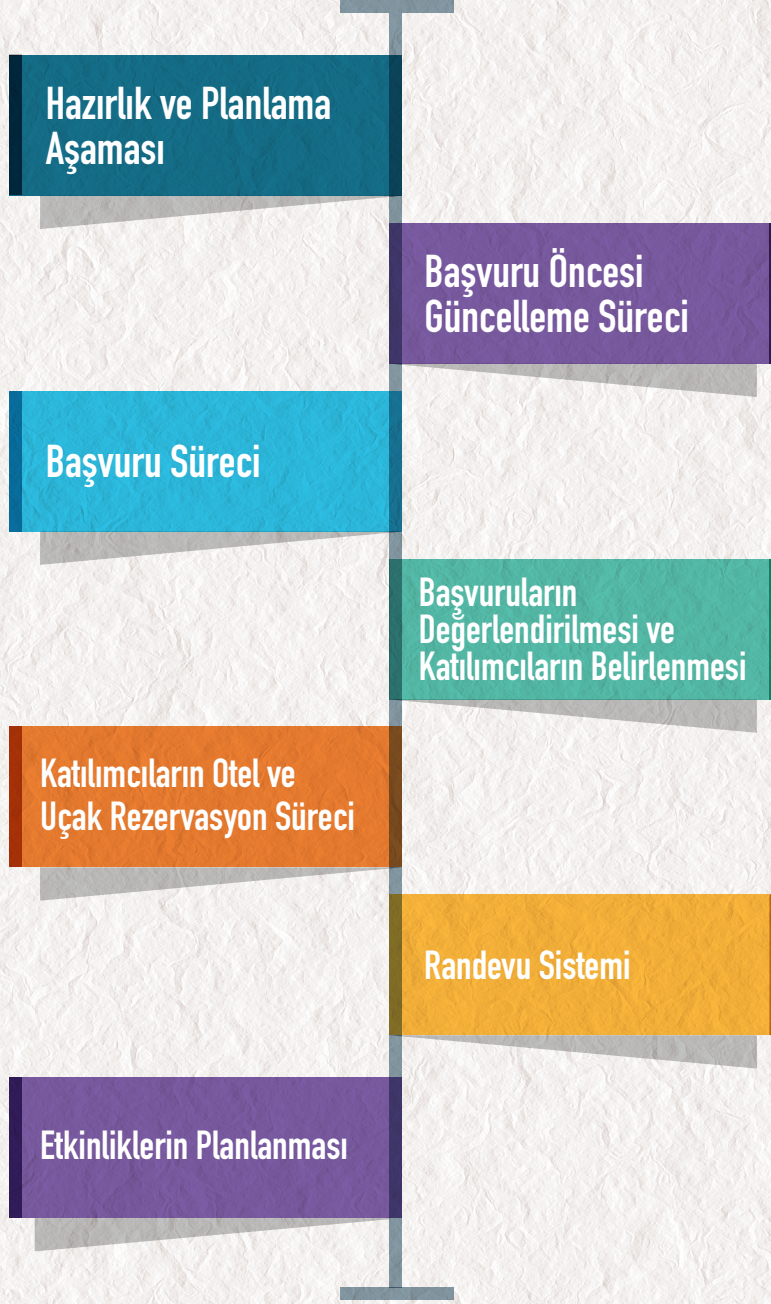 Hazırlık ve Planlama
Aşaması
Başvuru Öncesi
Güncelleme Süreci
Başvuru Süreci
Başvuruların
Değerlendirilmesi ve
Katılımcıların Belirlenmesi
Katılımcıların Otel ve
Uçak Rezervasyon Süreci
Randevu Sistemi
Etkinliklerin Planlanması